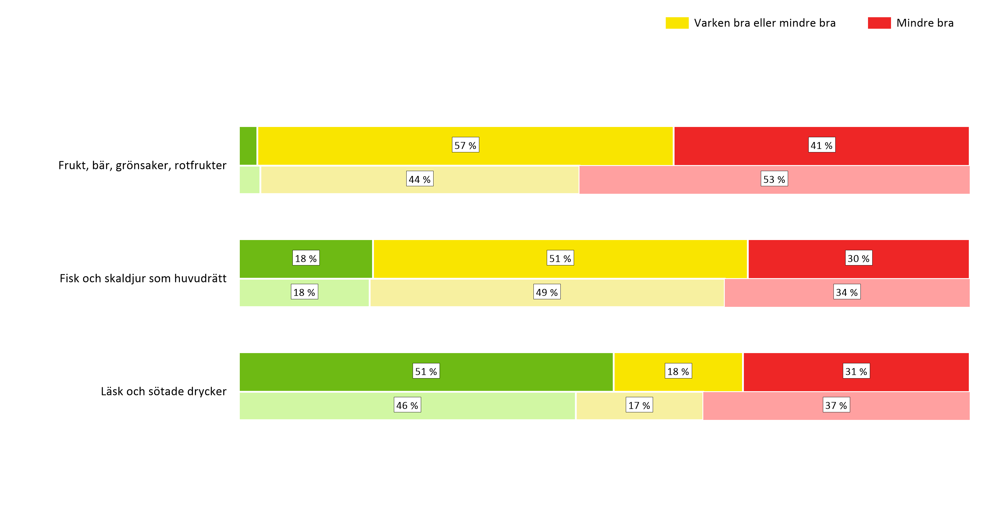 Varken bra eller mindre bra Mindre bra
57 % 41 %
Frukt, bär, grönsaker, rotfrukter
44 % 53 %
18 % 51 % 30 %
Fisk och skaldjur som huvudrätt
18 % 49 % 34 %
51 % 18 % 31 %
Läsk och sötade drycker
46 % 17 % 37 %